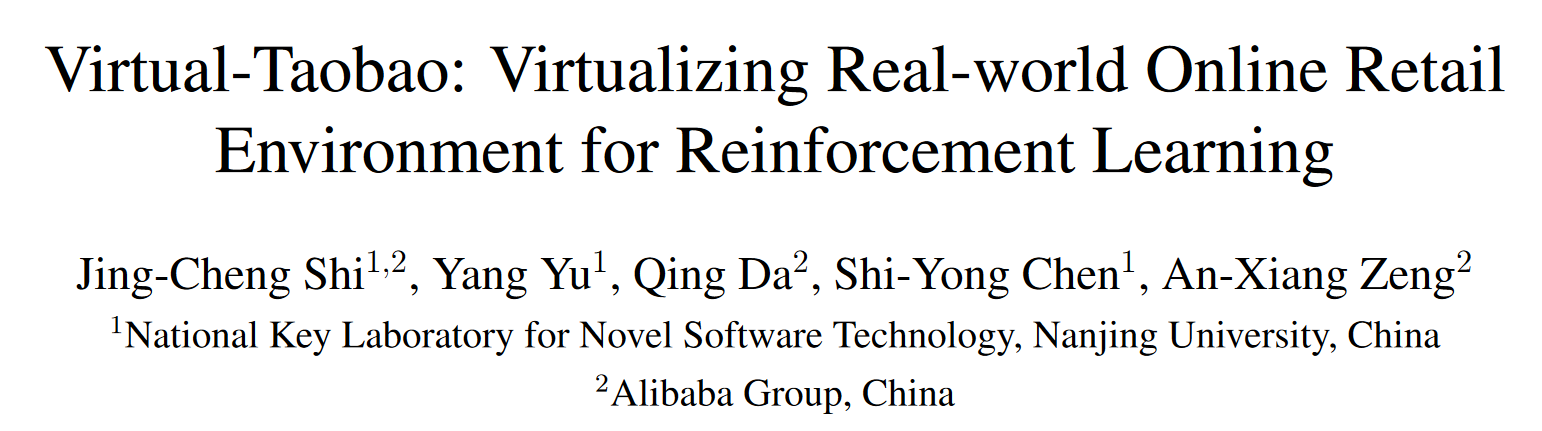 Virtual-Taobao: Virtualizing Real-world Online Retail
Environment for Reinforcement Learning
Jing-Cheng Shi1,2, Yang Yu1, Qing Da2, Shi-Yong Chen1, An-Xiang Zeng2
1National Key Laboratory for Novel Software Technology, Nanjing University, China
2Alibaba Group, China